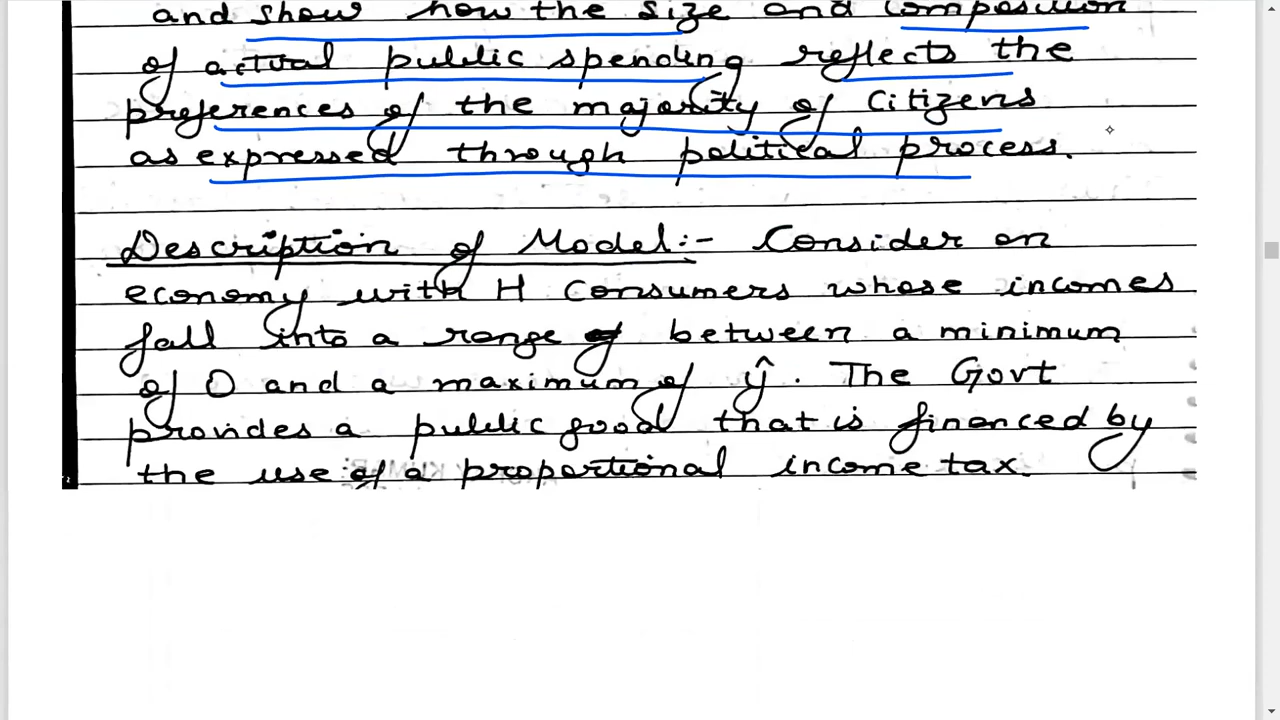 and show how the size and composition
of actual public spending reflects the
preferences of the majority of citizens
as expressed through political process.
Description of Model:- Consider an
economy with H consumers whose incomes
fall into a range of between a minimum
of 0 and a maximum of ŷ. The Govt
provides a public good that is financed by
the use of a proportional income tax.